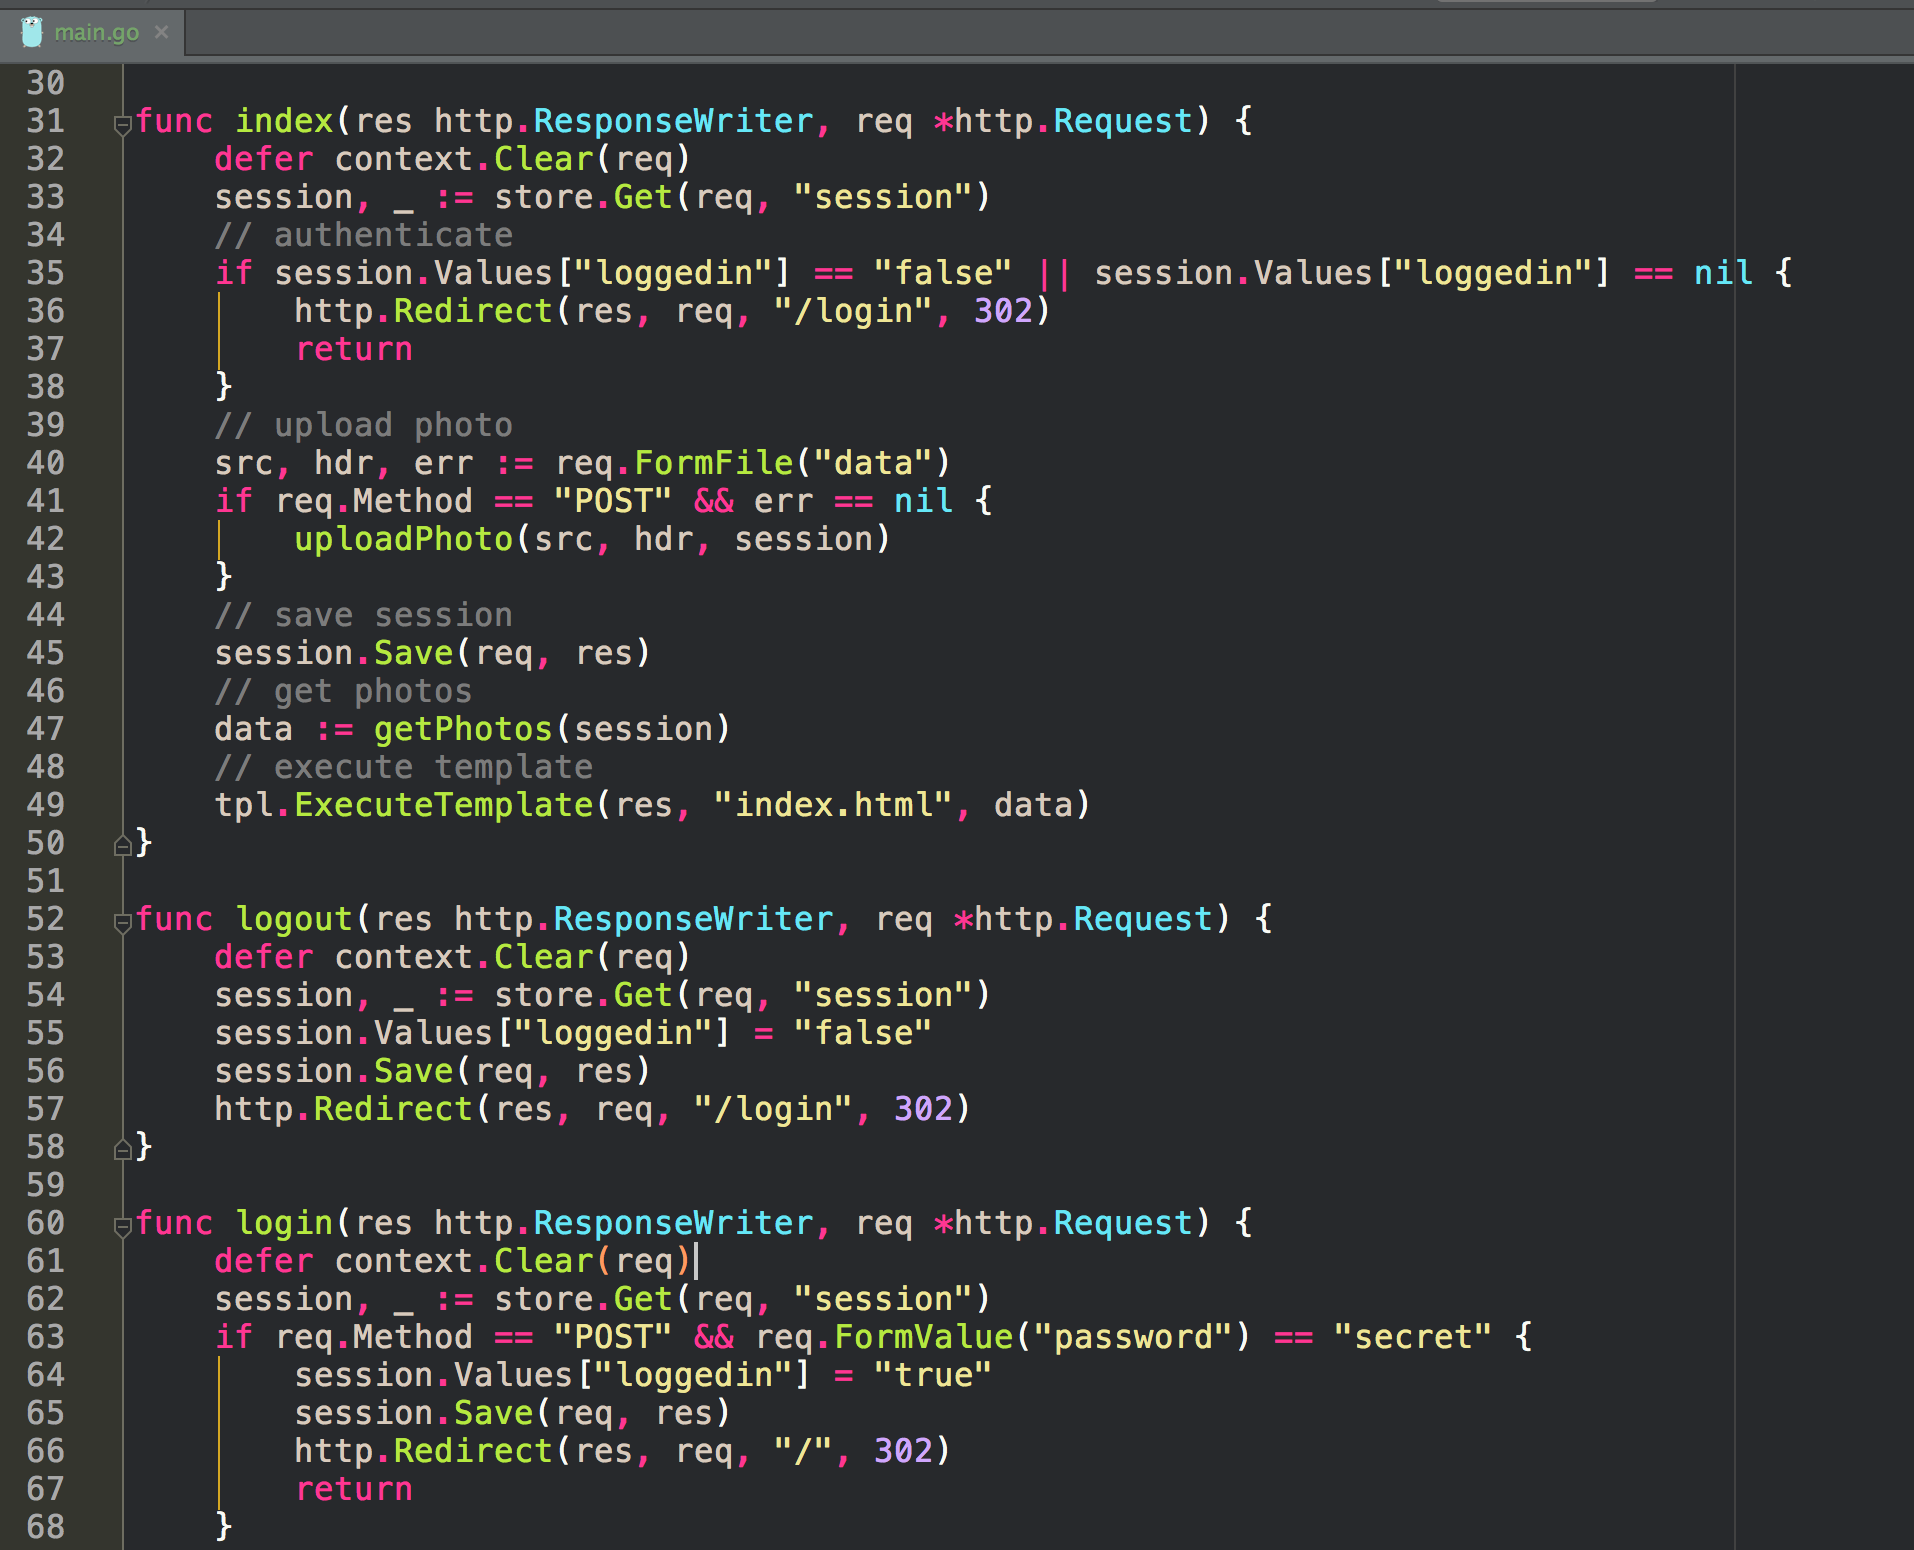 main.go ×
30
31 func index(res http.ResponseWriter, req *http.Request) {
32     defer context.Clear(req)
33     session, _ := store.Get(req, "session")
34     // authenticate
35     if session.Values["loggedin"] == "false" || session.Values["loggedin"] == nil {
36         http.Redirect(res, req, "/login", 302)
37         return
38     }
39     // upload photo
40     src, hdr, err := req.FormFile("data")
41     if req.Method == "POST" && err == nil {
42         uploadPhoto(src, hdr, session)
43     }
44     // save session
45     session.Save(req, res)
46     // get photos
47     data := getPhotos(session)
48     // execute template
49     tpl.ExecuteTemplate(res, "index.html", data)
50 }
51
52 func logout(res http.ResponseWriter, req *http.Request) {
53     defer context.Clear(req)
54     session, _ := store.Get(req, "session")
55     session.Values["loggedin"] = "false"
56     session.Save(req, res)
57     http.Redirect(res, req, "/login", 302)
58 }
59
60 func login(res http.ResponseWriter, req *http.Request) {
61     defer context.Clear(req)
62     session, _ := store.Get(req, "session")
63     if req.Method == "POST" && req.FormValue("password") == "secret" {
64         session.Values["loggedin"] = "true"
65         session.Save(req, res)
66         http.Redirect(res, req, "/", 302)
67         return
68     }